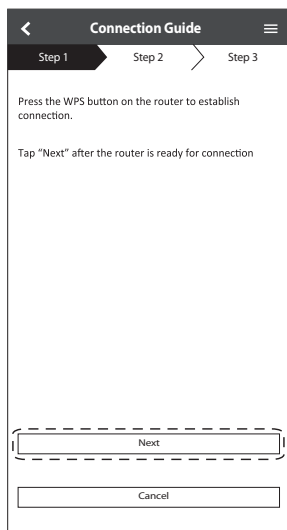 Connection Guide
Step 1 Step 2 Step 3
Press the WPS button on the router to establish
connection.
Tap "Next" after the router is ready for connection
Next
Cancel